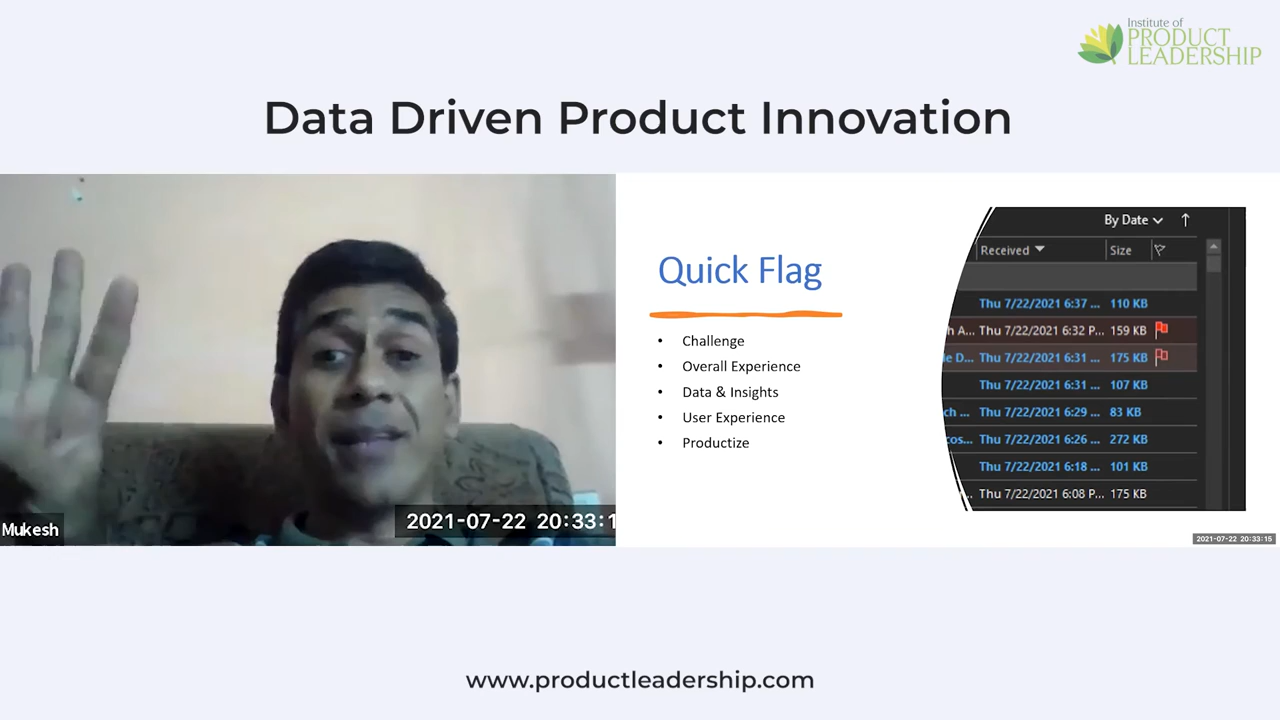 Institute of
PRODUCT
LEADERSHIP
Data Driven Product Innovation
Mukesh
2021-07-22 20:33:1
Quick Flag
• Challenge
• Overall Experience
• Data & Insights
• User Experience
• Productize
By Date
Received Size
Thu 7/22/2021 6:37 ... 110 KB
h A... Thu 7/22/2021 6:32 P... 159 KB
le D... Thu 7/22/2021 6:31 ... 175 KB
Thu 7/22/2021 6:31 ... 107 KB
ch ... Thu 7/22/2021 6:29 ... 83 KB
cos... Thu 7/22/2021 6:26 ... 272 KB
Thu 7/22/2021 6:18 ... 101 KB
Thu 7/22/2021 6:08 P... 175 KB
2021-07-22 20:33:15
www.productleadership.com